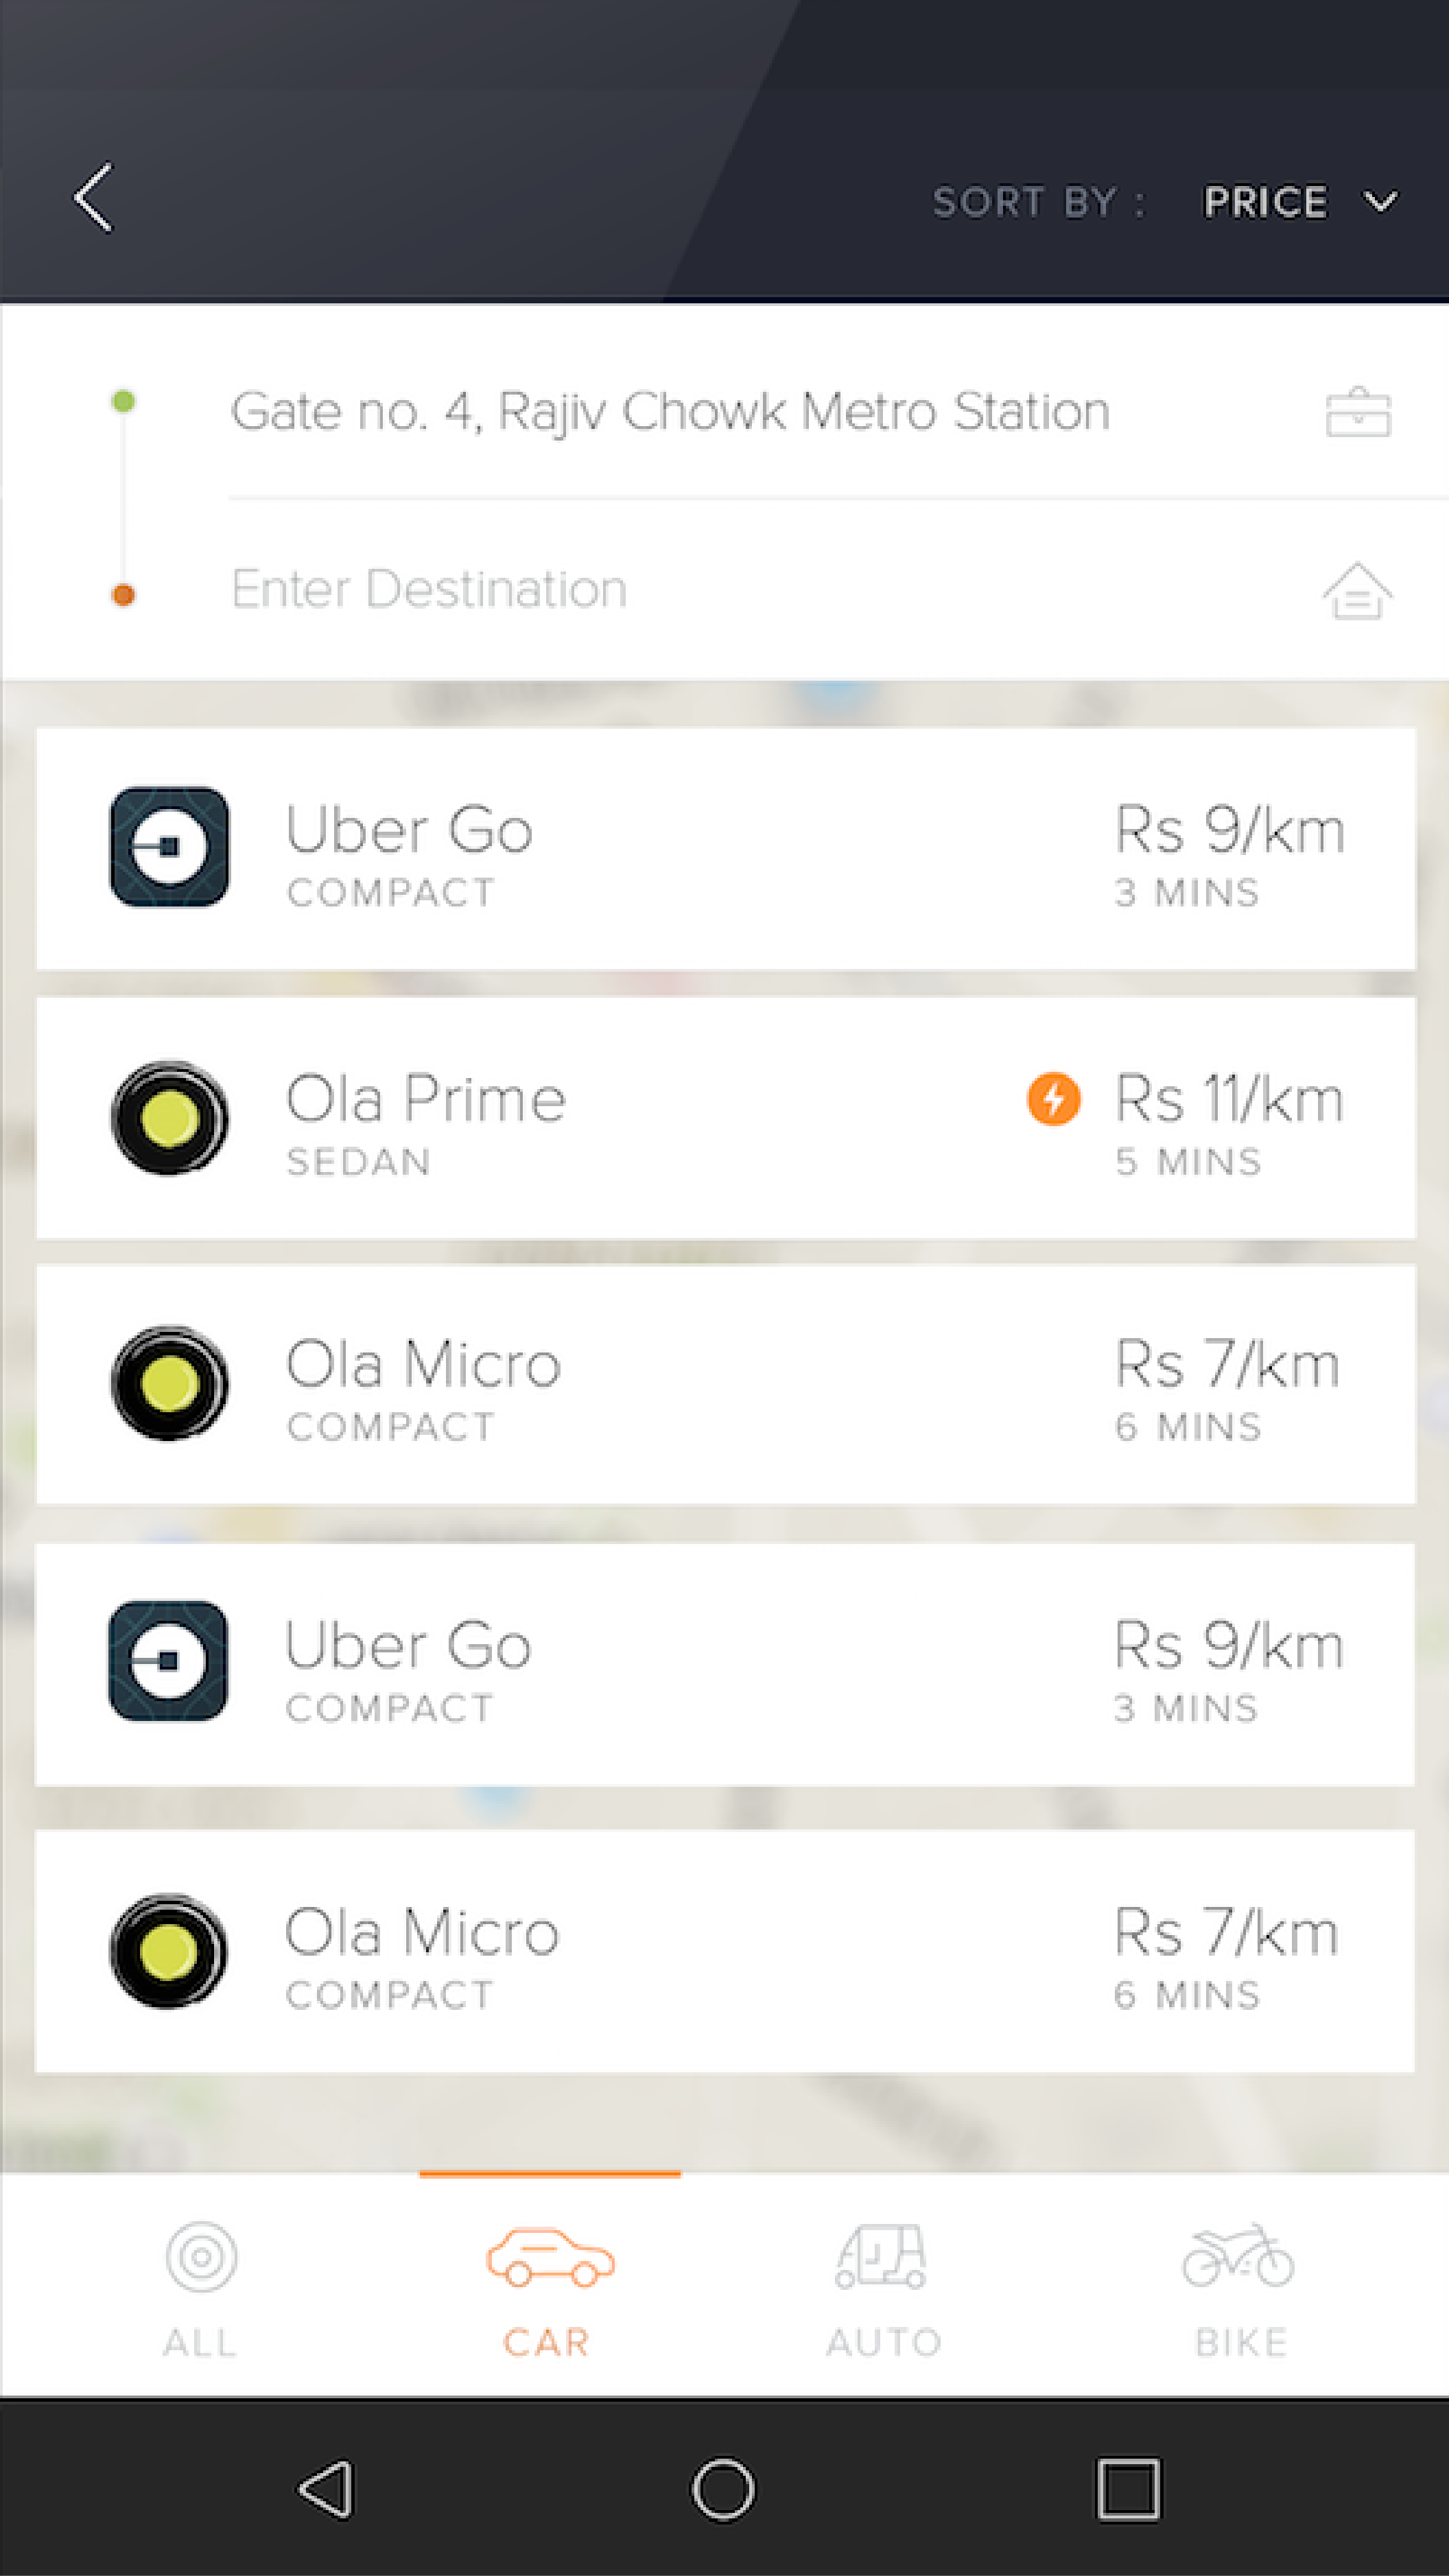 SORT BY : PRICE
Gate no. 4, Rajiv Chowk Metro Station
Enter Destination
Uber Go Rs 9/km
COMPACT 3 MINS
Ola Prime Rs 11/km
SEDAN 5 MINS
Ola Micro Rs 7/km
COMPACT 6 MINS
Uber Go Rs 9/km
COMPACT 3 MINS
Ola Micro Rs 7/km
COMPACT 6 MINS
ALL CAR AUTO BIKE